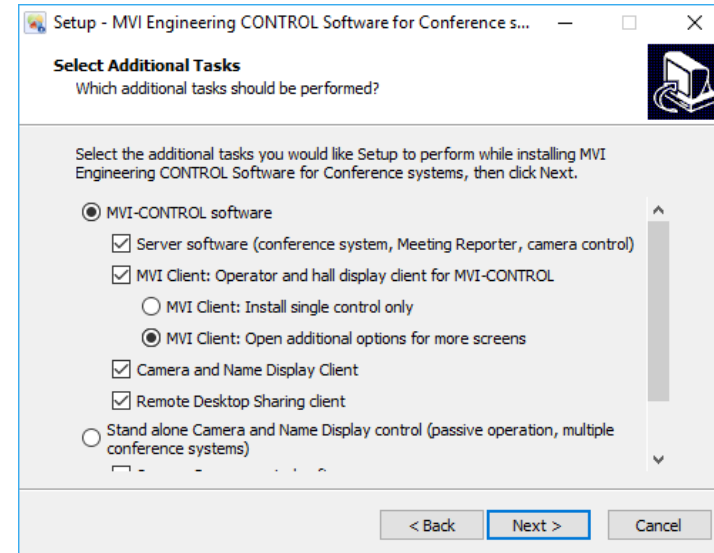 Setup - MVI Engineering CONTROL Software for Conference s...
Select Additional Tasks
Which additional tasks should be performed?
Select the additional tasks you would like Setup to perform while installing MVI
Engineering CONTROL Software for Conference systems, then click Next.
MVI-CONTROL software
Server software (conference system, Meeting Reporter, camera control)
MVI Client: Operator and hall display client for MVI-CONTROL
MVI Client: Install single control only
MVI Client: Open additional options for more screens
Camera and Name Display Client
Remote Desktop Sharing client
Stand alone Camera and Name Display control (passive operation, multiple
conference systems)
< Back
Next >
Cancel